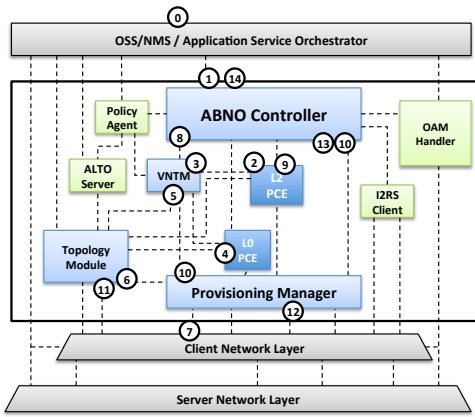 0
OSS/NMS / Application Service Orchestrator
1
14
Policy
Agent
ABNO Controller
OAM
Handler
8
13
10
ALTO
Server
3
VNTM
5
2
9
L2
PCE
I2RS
Client
Topology
Module
4
L0
PCE
6
11
10
Provisioning Manager
12
7
Client Network Layer
Server Network Layer